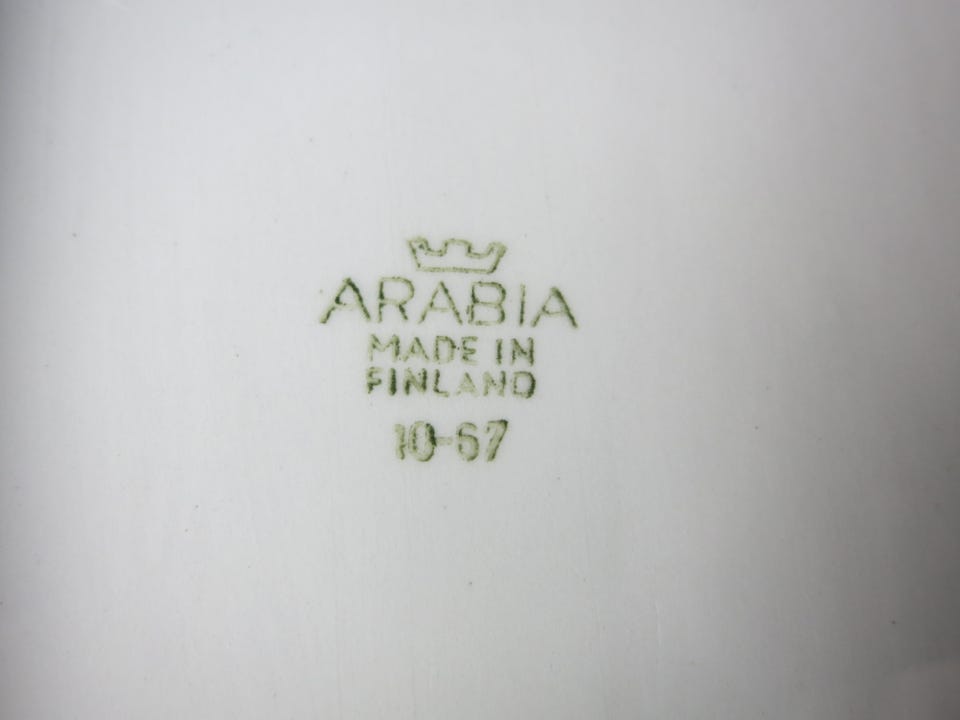 ARABIA
MADE IN
FINLAND
10-67